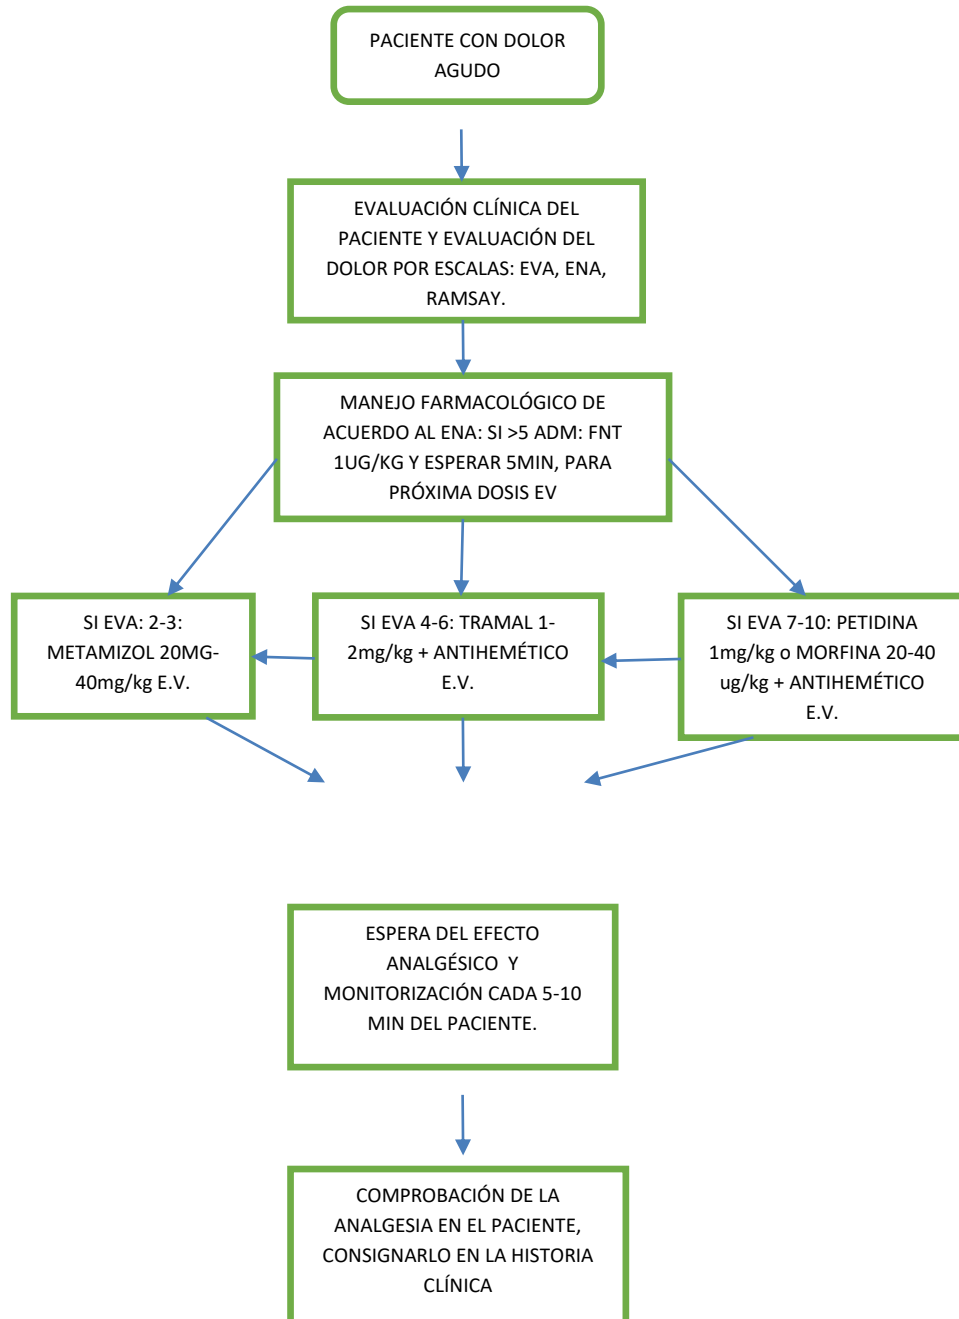 PACIENTE CON DOLOR
AGUDO
EVALUACIÓN CLÍNICA DEL
PACIENTE Y EVALUACIÓN DEL
DOLOR POR ESCALAS: EVA, ENA,
RAMSAY.
MANEJO FARMACOLÓGICO DE
ACUERDO AL ENA: SI >5 ADM: FNT
1UG/KG Y ESPERAR 5MIN, PARA
PRÓXIMA DOSIS EV
SI EVA: 2-3:
METAMIZOL 20MG-
40mg/kg E.V.
SI EVA 4-6: TRAMAL 1-
2mg/kg + ANTIHEMÉTICO
E.V.
SI EVA 7-10: PETIDINA
1mg/kg o MORFINA 20-40
ug/kg + ANTIHEMÉTICO
E.V.
ESPERA DEL EFECTO
ANALGÉSICO Y
MONITORIZACIÓN CADA 5-10
MIN DEL PACIENTE.
COMPROBACIÓN DE LA
ANALGESIA EN EL PACIENTE,
CONSIGNARLO EN LA HISTORIA
CLÍNICA